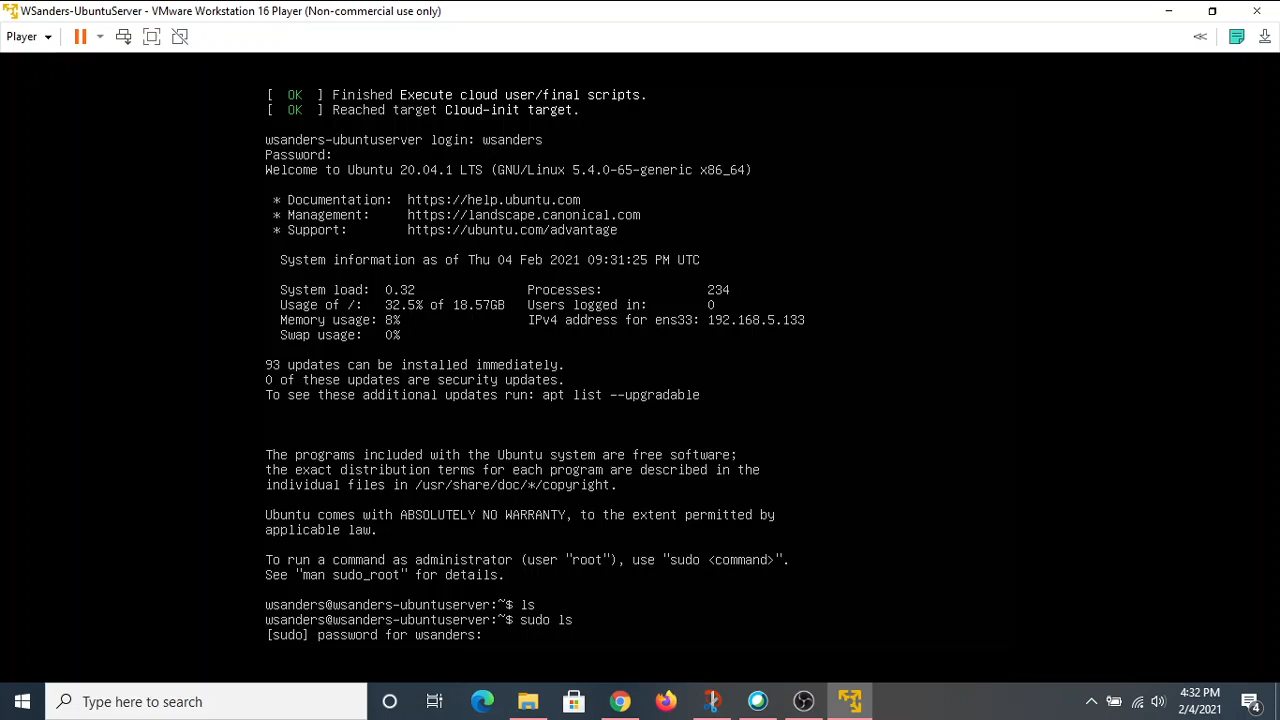 WSanders-UbuntuServer - VMware Workstation 16 Player (Non-commercial use only)
Player
[ OK ] Finished Execute cloud user/final scripts.
[ OK ] Reached target Cloud-init target.
wsanders-ubuntuserver login: wsanders
Password:
Welcome to Ubuntu 20.04.1 LTS (GNU/Linux 5.4.0-65-generic x86_64)
* Documentation: https://help.ubuntu.com
* Management: https://landscape.canonical.com
* Support: https://ubuntu.com/advantage
System information as of Thu 04 Feb 2021 09:31:25 PM UTC
System load: 0.32 Processes: 234
Usage of /: 32.5% of 18.57GB Users logged in: 0
Memory usage: 8% IPv4 address for ens33: 192.168.5.133
Swap usage: 0%
93 updates can be installed immediately.
0 of these updates are security updates.
To see these additional updates run: apt list --upgradable
The programs included with the Ubuntu system are free software;
the exact distribution terms for each program are described in the
individual files in /usr/share/doc/*/copyright.
Ubuntu comes with ABSOLUTELY NO WARRANTY, to the extent permitted by
applicable law.
To run a command as administrator (user "root"), use "sudo <command>".
See "man sudo_root" for details.
wsanders@wsanders-ubuntuserver:~$ ls
wsanders@wsanders-ubuntuserver:~$ sudo ls
[sudo] password for wsanders:
Type here to search
4:32 PM
2/4/2021
4